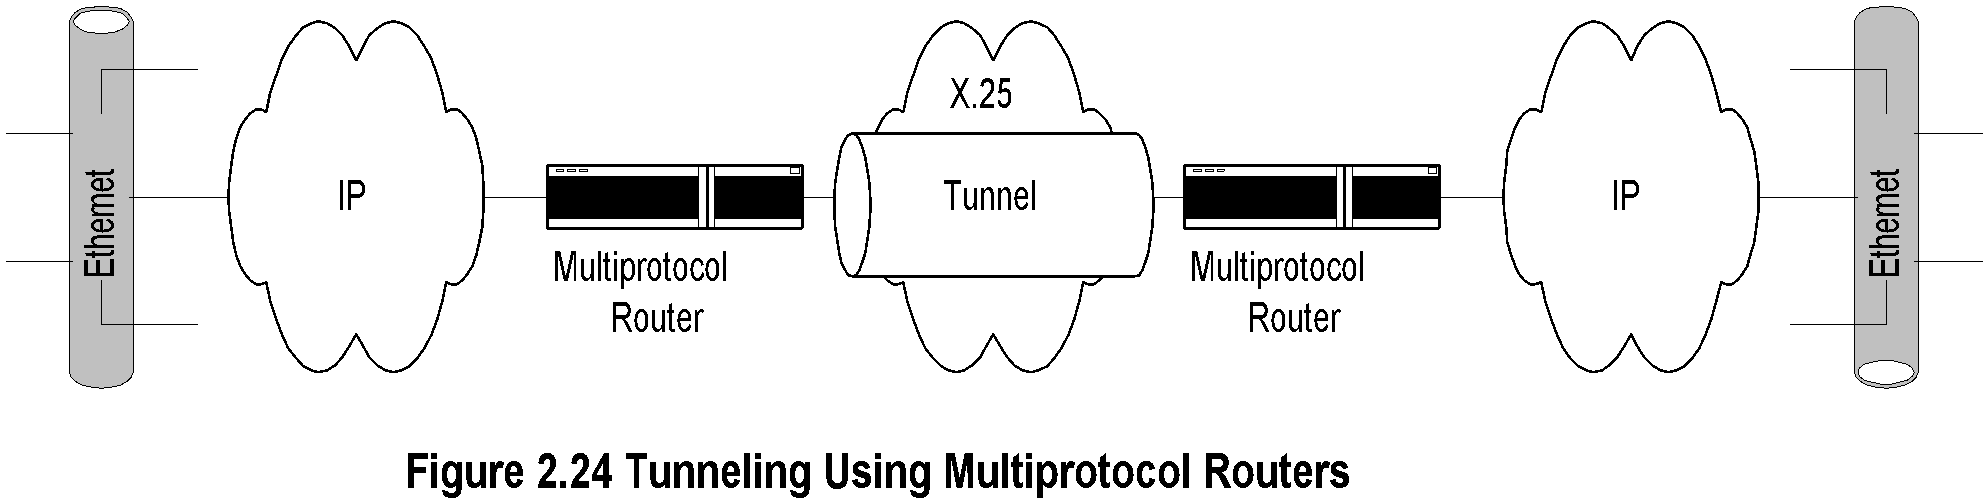 Ethernet
IP
Multiprotocol
Router
X.25
Tunnel
Multiprotocol
Router
IP
Ethernet
Figure 2.24 Tunneling Using Multiprotocol Routers